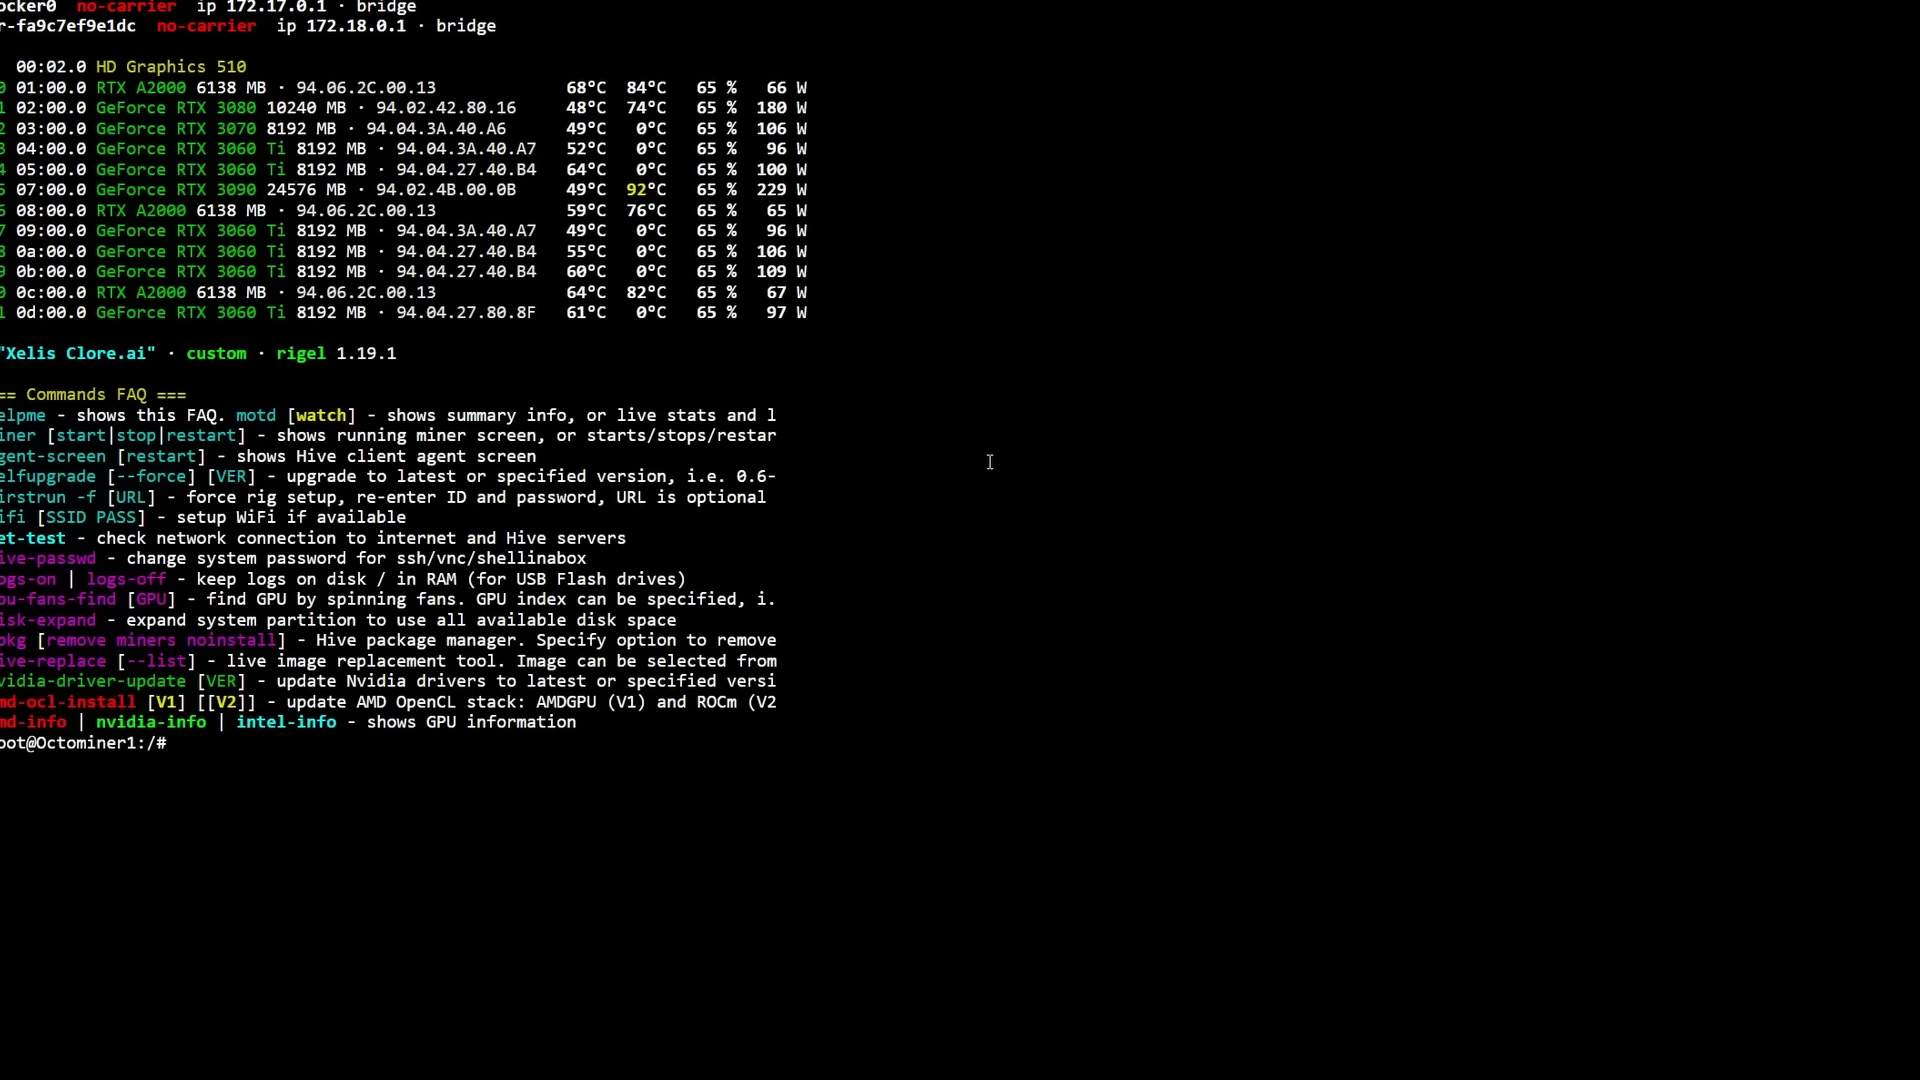 ocker0 no-carrier ip 172.17.0.1 · bridge
r-fa9c7ef9e1dc no-carrier ip 172.18.0.1 · bridge
00:02.0 HD Graphics 510
0 01:00.0 RTX A2000 6138 MB · 94.06.2C.00.13 68°C 84°C 65 % 66 W
1 02:00.0 GeForce RTX 3080 10240 MB · 94.02.42.80.16 48°C 74°C 65 % 180 W
2 03:00.0 GeForce RTX 3070 8192 MB · 94.04.3A.40.A6 49°C 0°C 65 % 106 W
3 04:00.0 GeForce RTX 3060 Ti 8192 MB · 94.04.3A.40.A7 52°C 0°C 65 % 96 W
4 05:00.0 GeForce RTX 3060 Ti 8192 MB · 94.04.27.40.B4 64°C 0°C 65 % 100 W
5 07:00.0 GeForce RTX 3090 24576 MB · 94.02.4B.00.0B 49°C 92°C 65 % 229 W
6 08:00.0 RTX A2000 6138 MB · 94.06.2C.00.13 59°C 76°C 65 % 65 W
7 09:00.0 GeForce RTX 3060 Ti 8192 MB · 94.04.3A.40.A7 49°C 0°C 65 % 96 W
8 0a:00.0 GeForce RTX 3060 Ti 8192 MB · 94.04.27.40.B4 55°C 0°C 65 % 106 W
9 0b:00.0 GeForce RTX 3060 Ti 8192 MB · 94.04.27.40.B4 60°C 0°C 65 % 109 W
0 0c:00.0 RTX A2000 6138 MB · 94.06.2C.00.13 64°C 82°C 65 % 67 W
1 0d:00.0 GeForce RTX 3060 Ti 8192 MB · 94.04.27.80.8F 61°C 0°C 65 % 97 W
"Xelis Clore.ai" · custom · rigel 1.19.1
== Commands FAQ ===
elpme - shows this FAQ. motd [watch] - shows summary info, or live stats and l
iner [start|stop|restart] - shows running miner screen, or starts/stops/restar
gent-screen [restart] - shows Hive client agent screen
elfupgrade [--force] [VER] - upgrade to latest or specified version, i.e. 0.6-
irstrun -f [URL] - force rig setup, re-enter ID and password, URL is optional
ifi [SSID PASS] - setup WiFi if available
et-test - check network connection to internet and Hive servers
ive-passwd - change system password for ssh/vnc/shellinabox
ogs-on | logs-off - keep logs on disk / in RAM (for USB Flash drives)
pu-fans-find [GPU] - find GPU by spinning fans. GPU index can be specified, i.
isk-expand - expand system partition to use all available disk space
pkg [remove miners noinstall] - Hive package manager. Specify option to remove
ive-replace [--list] - live image replacement tool. Image can be selected from
vidia-driver-update [VER] - update Nvidia drivers to latest or specified versi
md-ocl-install [V1] [[V2]] - update AMD OpenCL stack: AMDGPU (V1) and ROCm (V2
md-info | nvidia-info | intel-info - shows GPU information
oot@Octominer1:/#